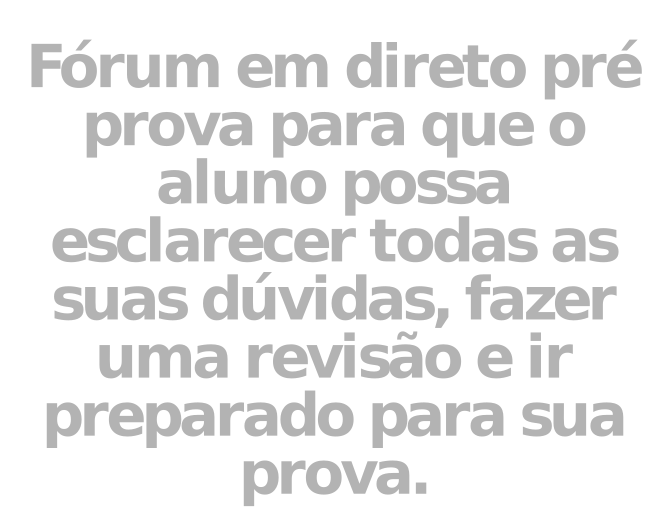 Fórum em direto pré
prova para que o
aluno possa
esclarecer todas as
suas dúvidas, fazer
uma revisão e ir
preparado para sua
prova.